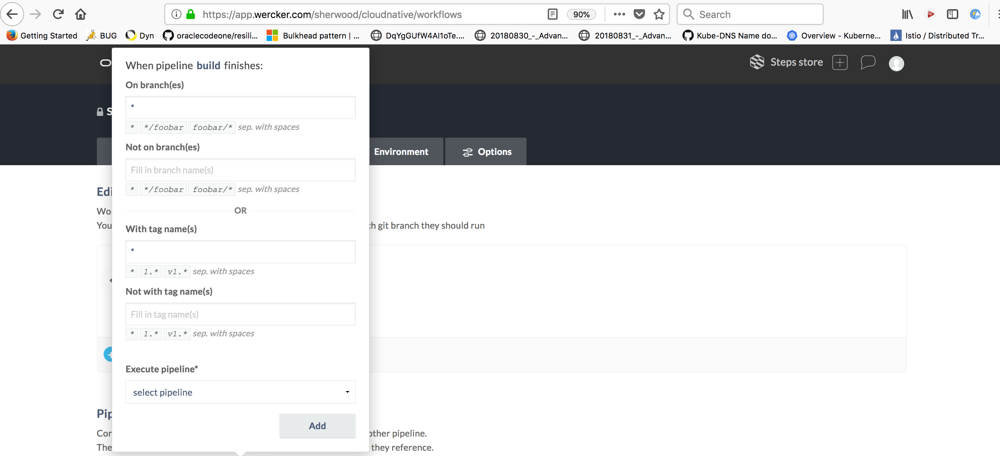 https://app.wercker.com/sherwood/cloudnative/workflows
90%
Search
Getting Started
BUG
Dyn
oraclecodeone/resili...
Bulkhead pattern | ...
DqYgGUfW4AI1oTe....
20180830_-_Advan...
20180831_-_Advan...
Kube-DNS Name do...
Overview - Kuberne...
Istio / Distributed Tr...
Steps store
When pipeline build finishes:
On branch(es)
*
* */foobar foobar/* sep. with spaces
Not on branch(es)
Environment
Options
Fill in branch name(s)
* */foobar foobar/* sep. with spaces
OR
With tag name(s)
ch git branch they should run
*
* 1.* v1.* sep. with spaces
Not with tag name(s)
Fill in tag name(s)
* 1.* v1.* sep. with spaces
Execute pipeline*
select pipeline
Add
other pipeline.
they reference.
S
Edi
Wo
You
Pip
Con
The